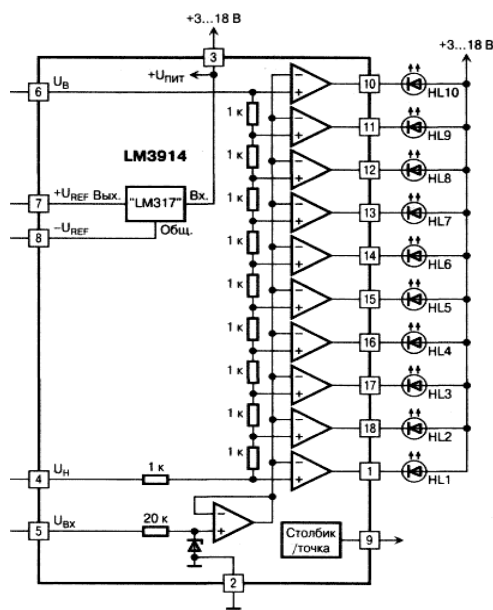 +3...18 В
+3...18 В
3
+Uпит
6
UВ
10
HL10
1 к
11
HL9
1 к
LM3914
12
HL8
1 к
7
+UREF Вых.
"LM317"
Вх.
13
HL7
1 к
8
−UREF
Общ.
14
HL6
1 к
15
HL5
1 к
16
HL4
1 к
17
HL3
1 к
18
HL2
1 к
4
UН
1 к
1
HL1
5
UВХ
20 к
Столбик
/точка
9
2